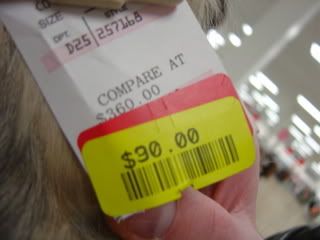 SIZE
DPT.
D25 257168
COMPARE AT
$360.00
$90.00